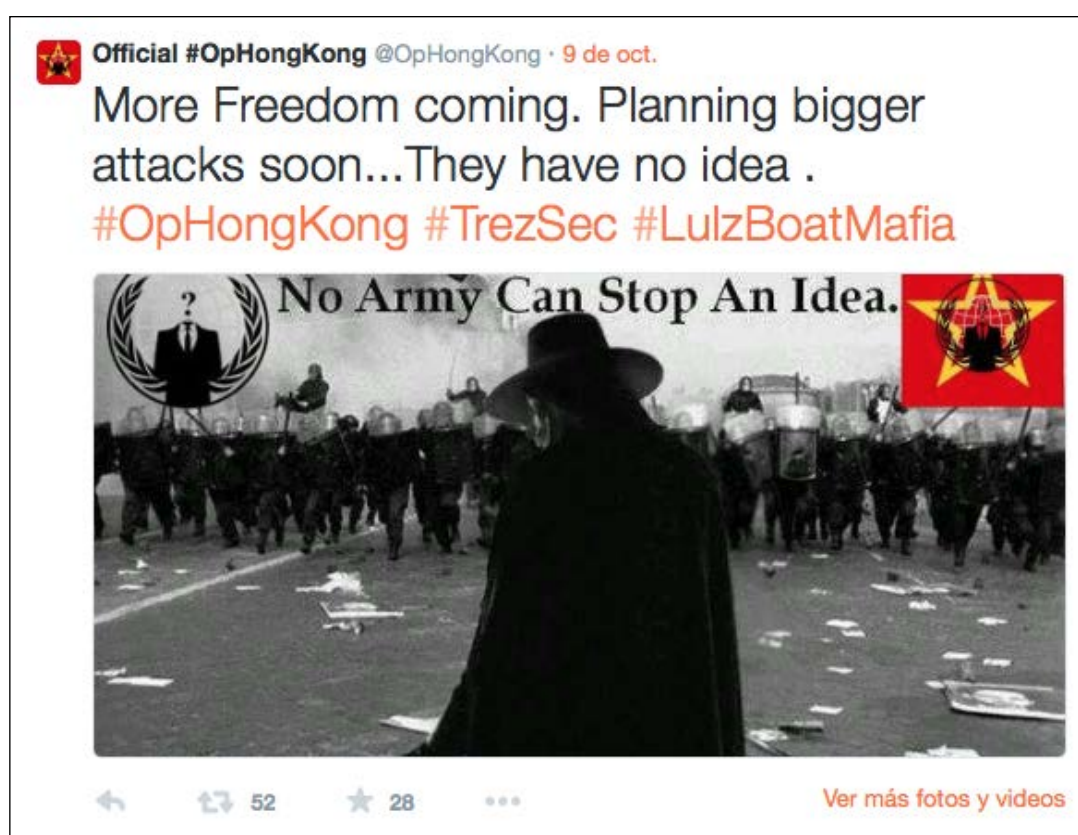 Official #OpHongKong @OpHongKong · 9 de oct.
More Freedom coming. Planning bigger
attacks soon...They have no idea .
#OpHongKong #TrezSec #LulzBoatMafia
? No Army Can Stop An Idea.
52 28
Ver más fotos y videos